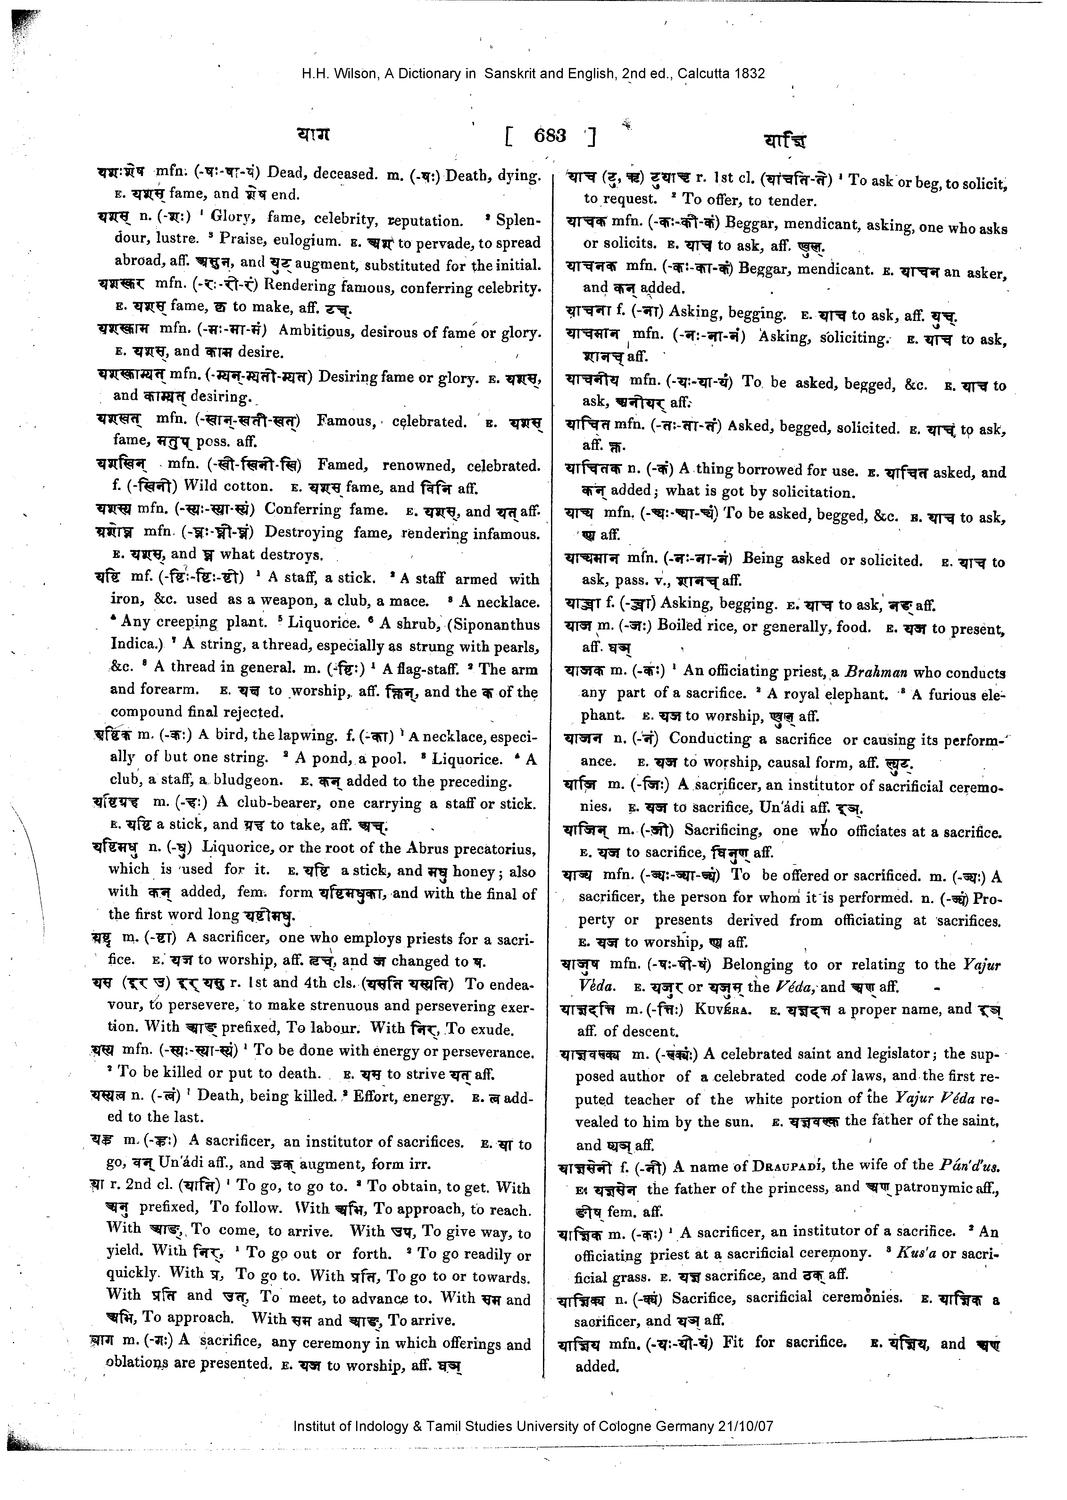 H.H. Wilson, A Dictionary in Sanskrit and English, 2nd ed., Calcutta 1832
याग [ 683 ] याज्ञि
यशःशेष mfn. (-षः-षा-षं) Dead, deceased. m. (-षः) Death, dying.
E. यशस् fame, and शेष end.
यशस् n. (-शः) ¹ Glory, fame, celebrity, reputation. ² Splen-
dour, lustre. ³ Praise, eulogium. E. अश to pervade, to spread
abroad, aff. असुन्, and युट् augment, substituted for the initial.
यशस्कर mfn. (-रः-री-रं) Rendering famous, conferring celebrity.
E. यशस् fame, कृ to make, aff. टच्.
यशस्काम mfn. (-मः-मा-मं) Ambitious, desirous of fame or glory.
E. यशस्, and काम desire.
यशस्काम्यत् mfn. (-म्यन्-म्यती-म्यत्) Desiring fame or glory. E. यशस्,
and काम्यत् desiring.
यशस्वत् mfn. (-स्वान्-स्वती-स्वत्) Famous, celebrated. E. यशस्
fame, मतुप् poss. aff.
यशस्विन् mfn. (-स्वी-स्विनी-स्वि) Famed, renowned, celebrated.
f. (-स्विनी) Wild cotton. E. यशस् fame, and विनि aff.
यशस्य mfn. (-स्यः-स्या-स्यं) Conferring fame. E. यशस्, and यत् aff.
यशोघ्न mfn. (-घ्नः-घ्नी-घ्नं) Destroying fame, rendering infamous.
E. यशस्, and घ्न what destroys.
यष्टि mf. (-ष्टिः-ष्टिः-ष्टी) ¹ A staff, a stick. ² A staff armed with
iron, &c. used as a weapon, a club, a mace. ³ A necklace.
⁴ Any creeping plant. ⁵ Liquorice. ⁶ A shrub, (Siponanthus
Indica.) ⁷ A string, a thread, especially as strung with pearls,
&c. ⁸ A thread in general. m. (-ष्टिः) ¹ A flag-staff. ² The arm
and forearm. E. यज to worship, aff. क्तिन्, and the क of the
compound final rejected.
यष्टिक m. (-कः) A bird, the lapwing. f. (-का) ¹ A necklace, especi-
ally of but one string. ² A pond, a pool. ³ Liquorice. ⁴ A
club, a staff, a bludgeon. E. कन् added to the preceding.
यष्टिग्रह m. (-हः) A club-bearer, one carrying a staff or stick.
E. यष्टि a stick, and ग्रह to take, aff. अच्.
यष्टिमधु n. (-धु) Liquorice, or the root of the Abrus precatorius,
which is used for it. E. यष्टि a stick, and मधु honey; also
with कन् added, fem. form यष्टिमधुका, and with the final of
the first word long यष्टीमधु.
यष्टृ m. (-ष्टा) A sacrificer, one who employs priests for a sacri-
fice. E. यज to worship, aff. तृच्, and ज changed to ष.
यस (इर उ) इर् यसु r. 1st and 4th cls. (यसति यस्यति) To endea-
vour, to persevere, to make strenuous and persevering exer-
tion. With आङ् prefixed, To labour. With निर्, To exude.
यस्य mfn. (-स्यः-स्या-स्यं) ¹ To be done with energy or perseverance.
² To be killed or put to death. E. यस to strive यत् aff.
यस्यत्व n. (-त्वं) ¹ Death, being killed. ² Effort, energy. E. त्व add-
ed to the last.
यह्व m. (-ह्वः) A sacrificer, an institutor of sacrifices. E. या to
go, वन् Un'ádi aff., and augment, form irr.
या r. 2nd cl. (याति) ¹ To go, to go to. ² To obtain, to get. With
अनु prefixed, To follow. With अभि, To approach, to reach.
With आङ्, To come, to arrive. With उप, To give way, to
yield. With निर्, ¹ To go out or forth. ² To go readily or
quickly. With प्र, To go to. With प्रति, To go to or towards.
With प्रति and उत्, To meet, to advance to. With सम and
अभि, To approach. With सम and आङ्, To arrive.
याग m. (-गः) A sacrifice, any ceremony in which offerings and
oblations are presented. E. यज to worship, aff. घञ्
याच (टु, ऋ) टुयाचृ r. 1st cl. (याचति-ते) ¹ To ask or beg, to solicit,
to request. ² To offer, to tender.
याचक mfn. (-कः-की-कं) Beggar, mendicant, asking, one who asks
or solicits. E. याच to ask, aff. ण्वुल्.
याचनक mfn. (-कः-का-कं) Beggar, mendicant. E. याचन an asker,
and कन् added.
याचना f. (-ना) Asking, begging. E. याच to ask, aff. युच्.
याचमान mfn. (-नः-ना-नं) Asking, soliciting. E. याच to ask,
शानच् aff.
याचनीय mfn. (-यः-या-यं) To be asked, begged, &c. E. याच to
ask, अनीयर् aff.
याचित mfn. (-तः-ता-तं) Asked, begged, solicited. E. याच् to ask,
aff. क्त.
याचितक n. (-कं) A thing borrowed for use. E. याचित asked, and
कन् added; what is got by solicitation.
याच्य mfn. (-च्यः-च्या-च्यं) To be asked, begged, &c. E. याच to ask,
ण्य aff.
याच्यमान mfn. (-नः-ना-नं) Being asked or solicited. E. याच to
ask, pass. v., शानच् aff.
याच्ञा f. (-च्ञा) Asking, begging. E. याच to ask, नङ् aff.
याज m. (-जः) Boiled rice, or generally, food. E. यज to present,
aff. घञ्
याजक m. (-कः) ¹ An officiating priest, a Brahman who conducts
any part of a sacrifice. ² A royal elephant. ³ A furious ele-
phant. E. यज to worship, ण्वुल् aff.
याजन n. (-नं) Conducting a sacrifice or causing its perform-
ance. E. यज to worship, causal form, aff. ल्युट्.
याजि m. (-जिः) A sacrificer, an institutor of sacrificial ceremo-
nies. E. यज to sacrifice, Un'ádi aff. इञ्.
याजिन् m. (-जी) Sacrificing, one who officiates at a sacrifice.
E. यज to sacrifice, घिनुण् aff.
याज्य mfn. (-ज्यः-ज्या-ज्यं) To be offered or sacrificed. m. (-ज्यः) A
sacrificer, the person for whom it is performed. n. (-ज्यं) Pro-
perty or presents derived from officiating at sacrifices.
E. यज to worship, ण्य aff.
याजुष mfn. (-षः-षी-षं) Belonging to or relating to the Yajur
Véda. E. यजुर् or यजुस् the Véda, and अण् aff.
याज्ञदत्ति m. (-त्तिः) KUVÉRA. E. यज्ञदत्त a proper name, and इञ्
aff. of descent.
याज्ञवल्क्य m. (-ल्क्यः) A celebrated saint and legislator; the sup-
posed author of a celebrated code of laws, and the first re-
puted teacher of the white portion of the Yajur Véda re-
vealed to him by the sun. E. यज्ञवल्क the father of the saint,
and ष्यञ् aff.
याज्ञसेनी f. (-नी) A name of DRAUPADÍ, the wife of the Pán'd'us.
E. यज्ञसेन the father of the princess, and अण् patronymic aff.,
ङीष् fem. aff.
याज्ञिक m. (-कः) ¹ A sacrificer, an institutor of a sacrifice. ² An
officiating priest at a sacrificial ceremony. ³ Kus'a or sacri-
ficial grass. E. यज्ञ sacrifice, and ठक् aff.
याज्ञिक्य n. (-क्यं) Sacrifice, sacrificial ceremonies. E. याज्ञिक a
sacrificer, and यञ् aff.
याज्ञिय mfn. (-यः-यी-यं) Fit for sacrifice. E. यज्ञिय, and अण्
added.
Institut of Indology & Tamil Studies University of Cologne Germany 21/10/07